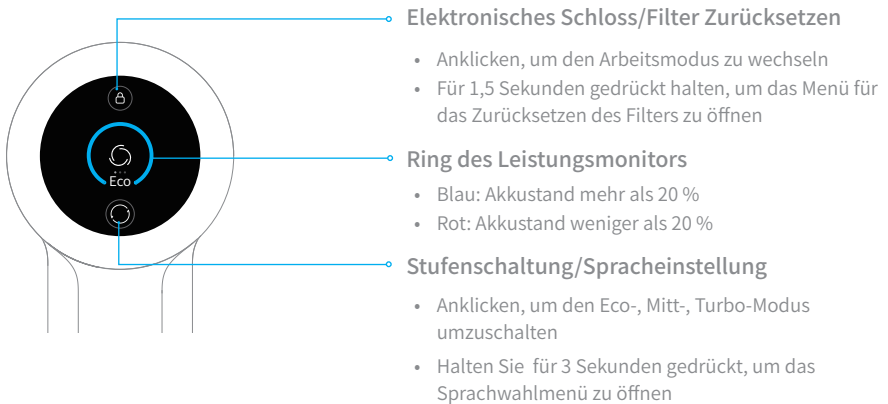 Elektronisches Schloss/Filter Zurücksetzen
• Anklicken, um den Arbeitsmodus zu wechseln
• Für 1,5 Sekunden gedrückt halten, um das Menü für
das Zurücksetzen des Filters zu öffnen
Eco
Ring des Leistungsmonitors
• Blau: Akkustand mehr als 20 %
• Rot: Akkustand weniger als 20 %
Stufenschaltung/Spracheinstellung
• Anklicken, um den Eco-, Mitt-, Turbo-Modus
umzuschalten
• Halten Sie  für 3 Sekunden gedrückt, um das
Sprachwahlmenü zu öffnen